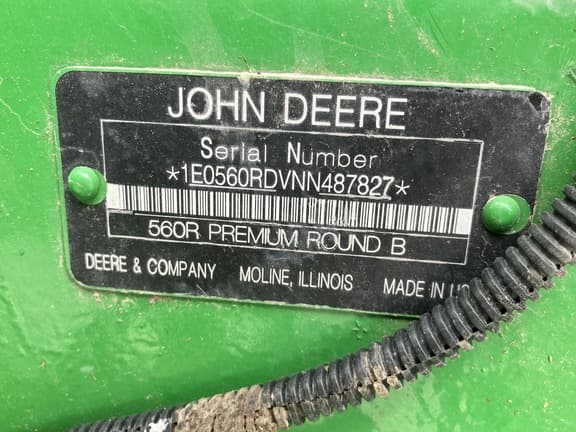 JOHN DEERE
Serial Number
*1E0560RDVNN487827*
560R PREMIUM ROUND B
DEERE & COMPANY MOLINE, ILLINOIS MADE IN